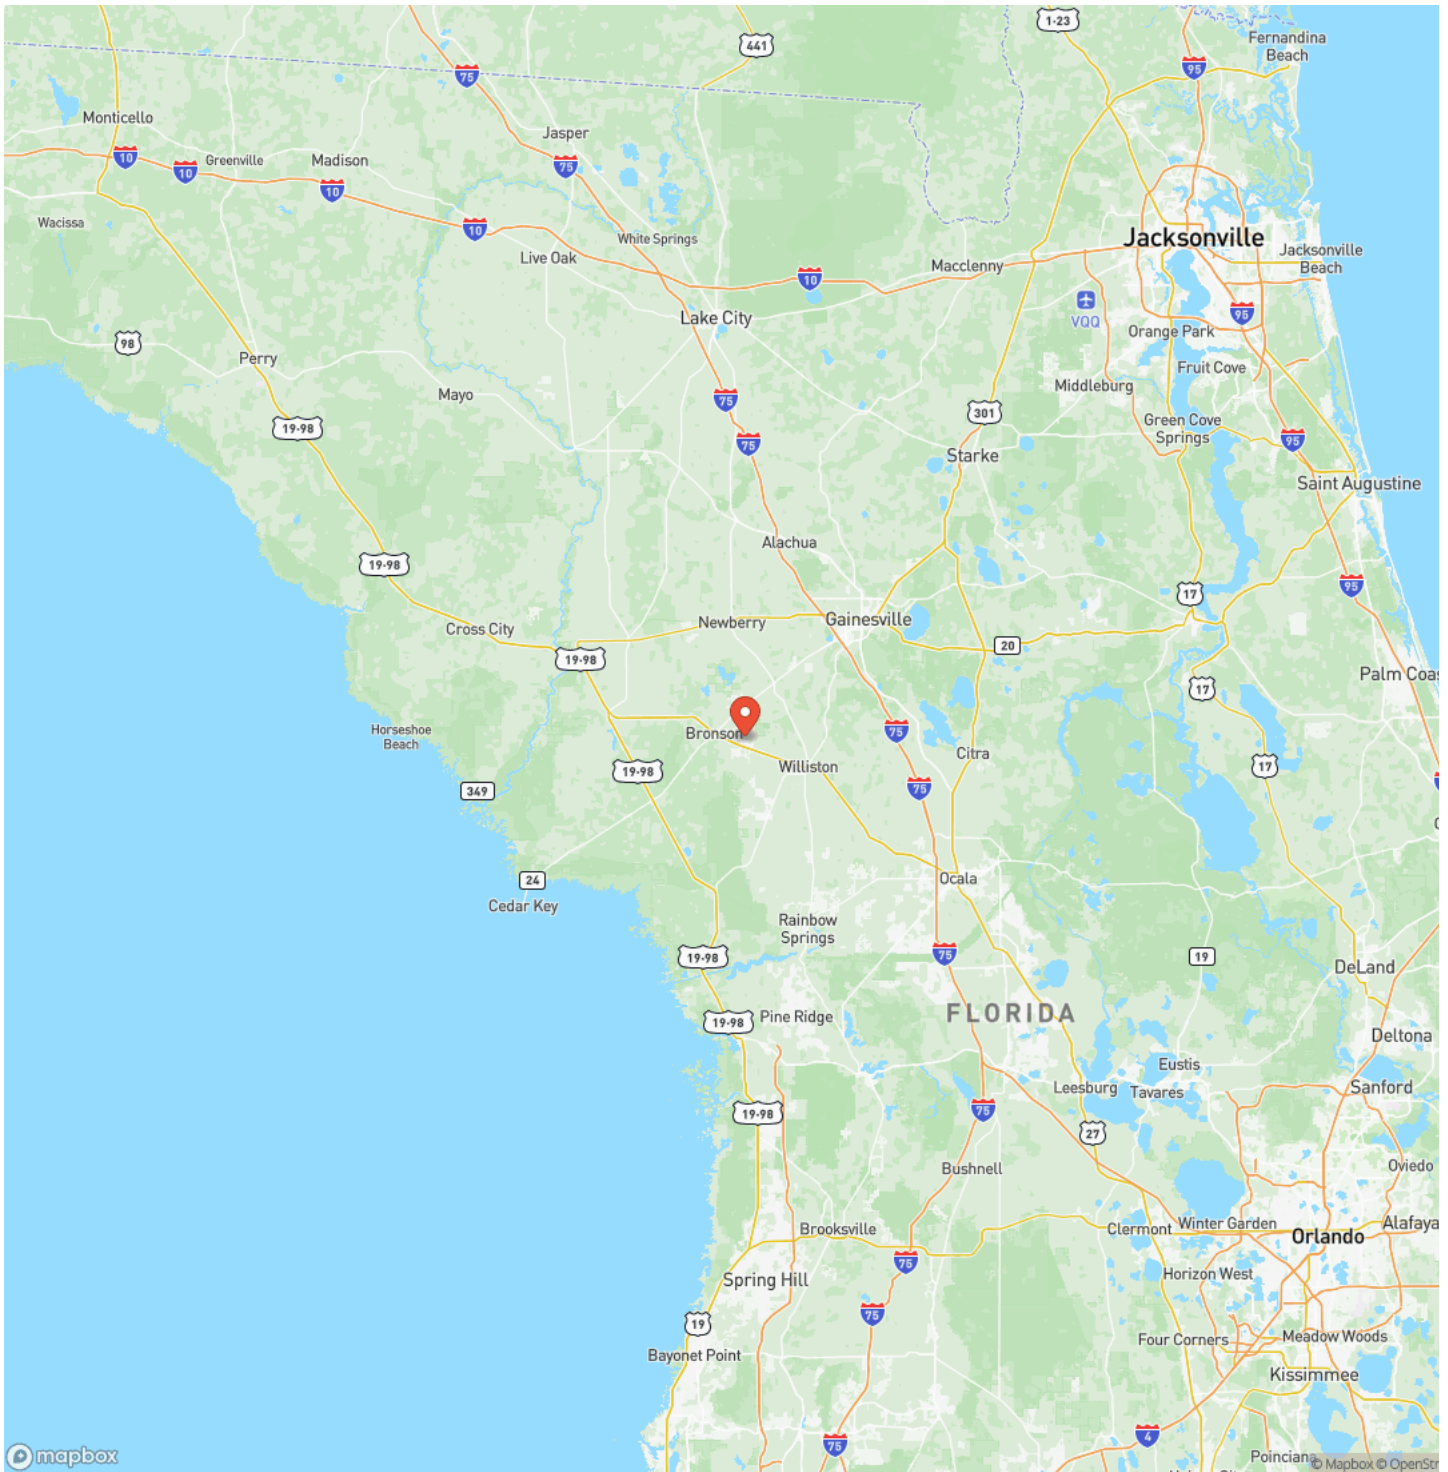 1-23
Fernandina
Beach
441
75
95
Monticello
Jasper
10
Greenville
Madison
75
10
10
Wacissa
10
White Springs
Jacksonville
Live Oak
Macclenny
Jacksonville
Beach
10
VQQ
95
Lake City
Orange Park
98
Perry
Fruit Cove
Middleburg
Mayo
75
301
19-98
Green Cove
Springs
95
75
Starke
Saint Augustine
Alachua
19-98
95
17
Newberry
Gainesville
Cross City
20
19-98
Palm Coas
17
Horseshoe
Beach
Bronson
75
Citra
Williston
17
19-98
349
75
24
Ocala
Cedar Key
Rainbow
Springs
19-98
75
19
DeLand
Pine Ridge
19-98
FLORIDA
Deltona
Eustis
Leesburg
Tavares
Sanford
19-98
75
27
Bushnell
Oviedo
Brooksville
Clermont
Winter Garden
Alafaya
Orlando
75
Spring Hill
Horizon West
75
19
Four Corners
Meadow Woods
Bayonet Point
Kissimmee
75
4
mapbox
Poinciana
© Mapbox © OpenStr